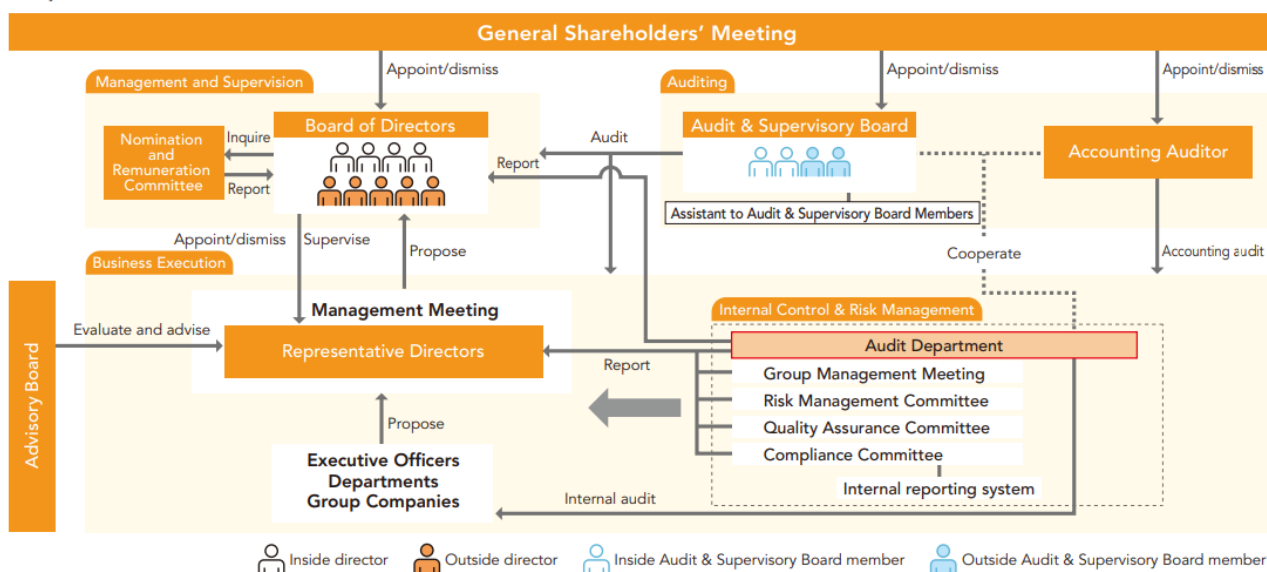 General Shareholders' Meeting
Appoint/dismiss
Appoint/dismiss
Appoint/dismiss
Management and Supervision
Auditing
Board of Directors
Audit & Supervisory Board
Accounting Auditor
Nomination
and
Remuneration
Committee
Inquire
Report
Audit
Report
Assistant to Audit & Supervisory Board Members
Appoint/dismiss
Supervise
Propose
Cooperate
Accounting audit
Business Execution
Advisory Board
Evaluate and advise
Management Meeting
Representative Directors
Internal Control & Risk Management
Audit Department
Report
Group Management Meeting
Risk Management Committee
Quality Assurance Committee
Compliance Committee
Internal reporting system
Propose
Executive Officers
Departments
Group Companies
Internal audit
Inside director
Outside director
Inside Audit & Supervisory Board member
Outside Audit & Supervisory Board member